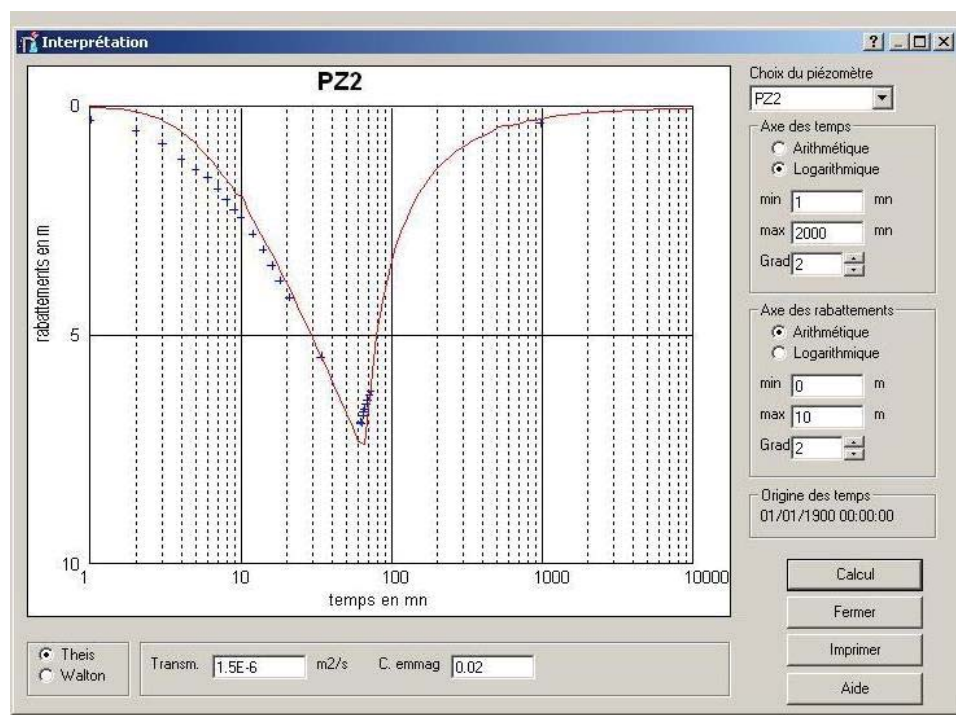 Interprétation
PZ2
0
5
10
rabattements en m
1
10
100
1000
10000
temps en mn
Choix du piézomètre
PZ2
Axe des temps
Arithmétique
Logarithmique
min 1 mn
max 2000 mn
Grad 2
Axe des rabattements
Arithmétique
Logarithmique
min 0 m
max 10 m
Grad 2
Origine des temps
01/01/1900 00:00:00
Calcul
Fermer
Imprimer
Aide
Theis
Walton
Transm. 1.5E-6 m2/s C. emmag 0.02